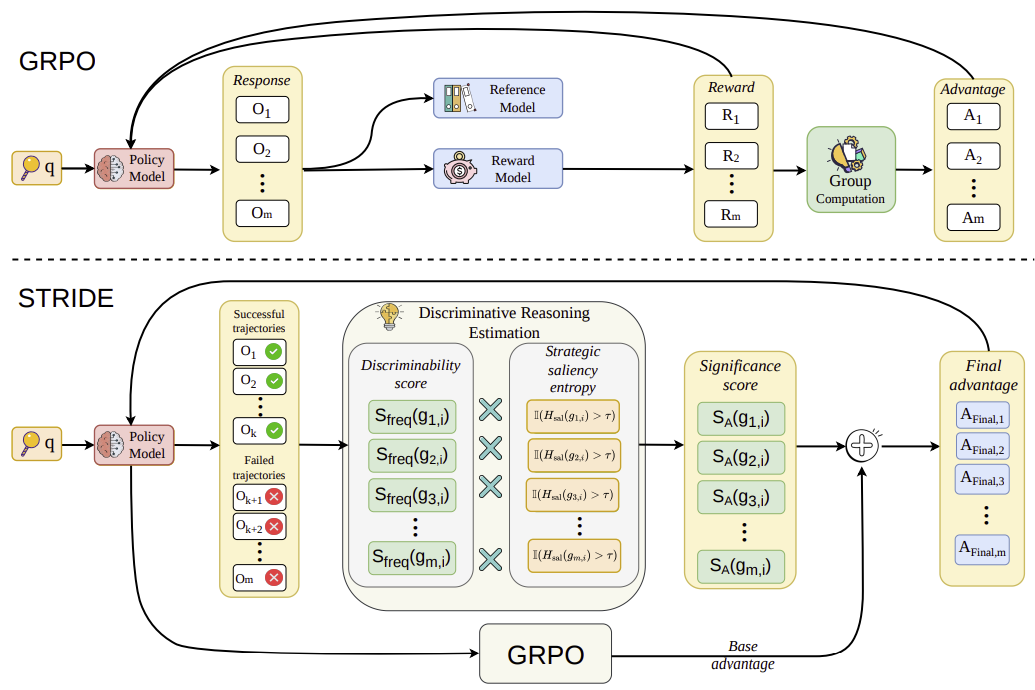 GRPO
q
Policy
Model
Response
O1
O2
Om
Reference
Model
Reward
Model
$
Reward
R1
R2
Rm
Group
Computation
Advantage
A1
A2
Am
STRIDE
q
Policy
Model
Successful
trajectories
O1
O2
Ok
Failed
trajectories
Ok+1
Ok+2
Om
Discriminative Reasoning
Estimation
Discriminability
score
Sfreq(g1,i)
Sfreq(g2,i)
Sfreq(g3,i)
Sfreq(gm,i)
Strategic
saliency
entropy
𝕀(Hsal(g1,i) > τ)
𝕀(Hsal(g2,i) > τ)
𝕀(Hsal(g3,i) > τ)
𝕀(Hsal(gm,i) > τ)
Significance
score
SA(g1,i)
SA(g2,i)
SA(g3,i)
SA(gm,i)
Final
advantage
AFinal,1
AFinal,2
AFinal,3
AFinal,m
GRPO
Base
advantage